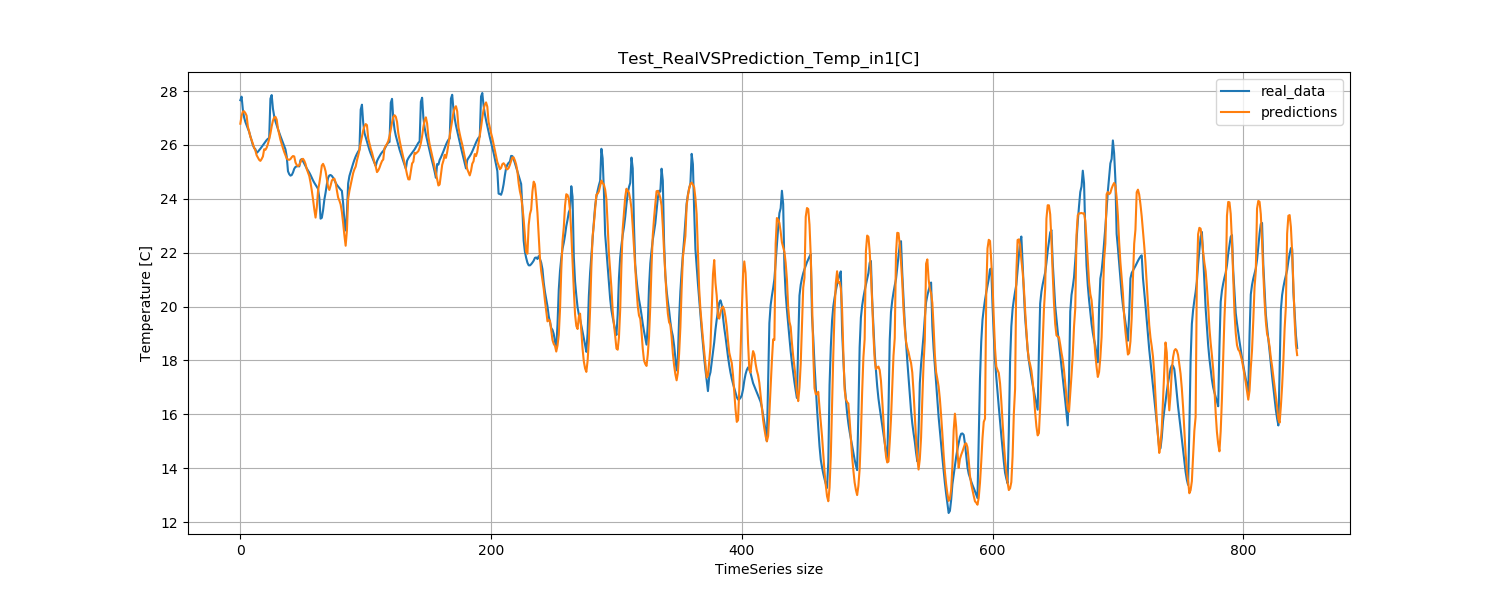 Test_RealVSPrediction_Temp_in1[C]
real_data
predictions
Temperature [C]
28
26
24
22
20
18
16
14
12
0 200 400 600 800
TimeSeries size